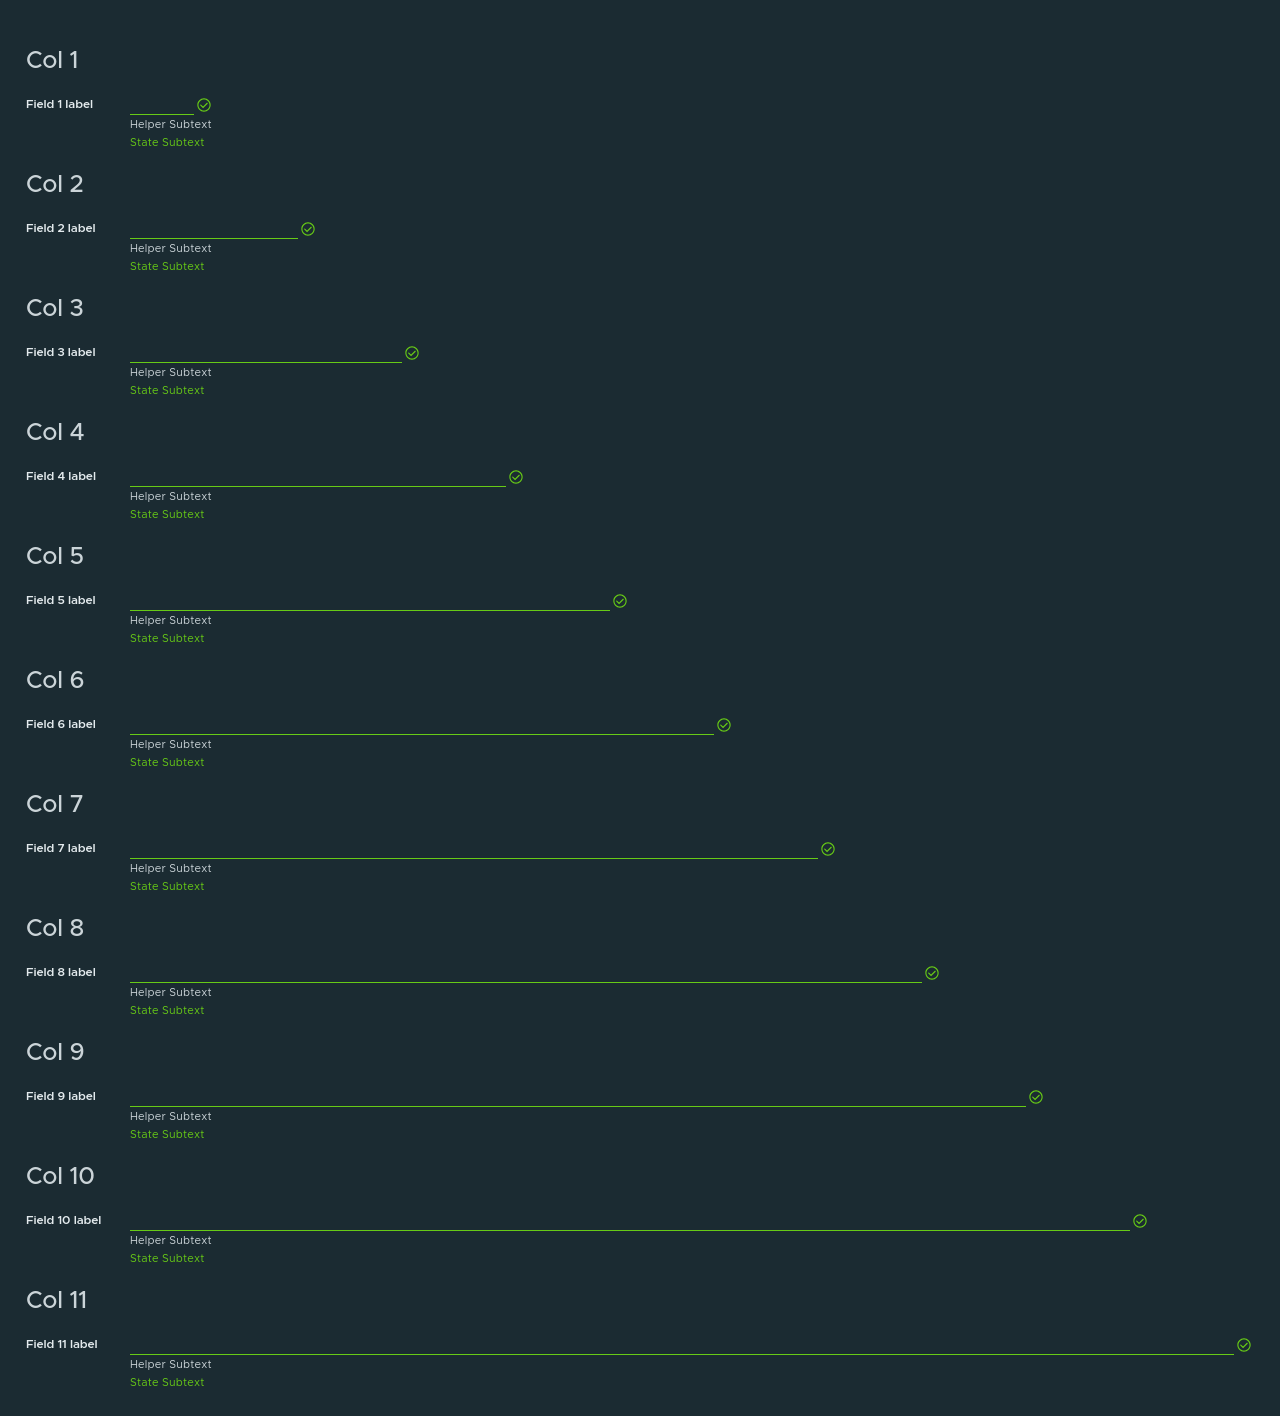 Col 1
Field 1 label
Helper Subtext
State Subtext
Col 2
Field 2 label
Helper Subtext
State Subtext
Col 3
Field 3 label
Helper Subtext
State Subtext
Col 4
Field 4 label
Helper Subtext
State Subtext
Col 5
Field 5 label
Helper Subtext
State Subtext
Col 6
Field 6 label
Helper Subtext
State Subtext
Col 7
Field 7 label
Helper Subtext
State Subtext
Col 8
Field 8 label
Helper Subtext
State Subtext
Col 9
Field 9 label
Helper Subtext
State Subtext
Col 10
Field 10 label
Helper Subtext
State Subtext
Col 11
Field 11 label
Helper Subtext
State Subtext